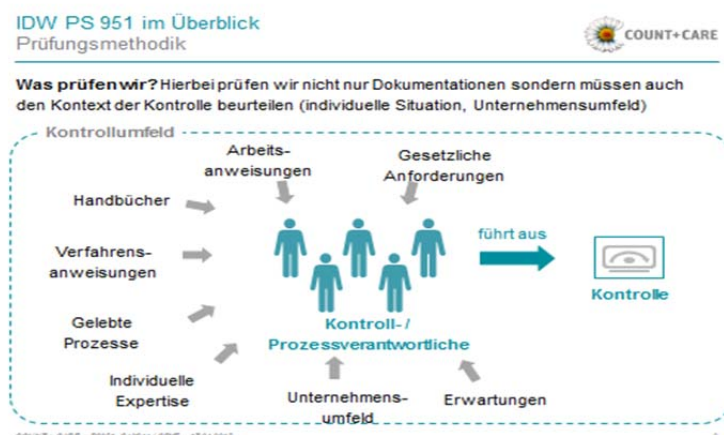 IDW PS 951 im Überblick
Prüfungsmethodik
COUNT+CARE
Was prüfen wir? Hierbei prüfen wir nicht nur Dokumentationen sondern müssen auch
den Kontext der Kontrolle beurteilen (individuelle Situation, Unternehmensumfeld)
Kontrollumfeld
Arbeits-
anweisungen
Gesetzliche
Anforderungen
Handbücher
Verfahrens-
anweisungen
Gelebte
Prozesse
Individuelle
Expertise
Unternehmens-
umfeld
Erwartungen
Kontroll- /
Prozessverantwortliche
führt aus
Kontrolle